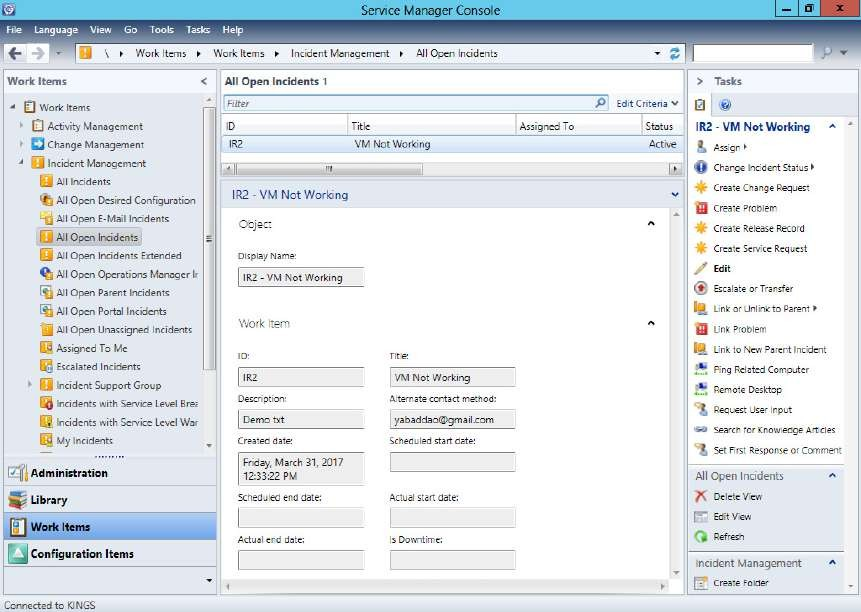 Service Manager Console
File Language View Go Tools Tasks Help
\ Work Items Work Items Incident Management All Open Incidents
Work Items
Work Items
Activity Management
Change Management
Incident Management
All Incidents
All Open Desired Configuration
All Open E-Mail Incidents
All Open Incidents
All Open Incidents Extended
All Open Operations Manager Ir
All Open Parent Incidents
All Open Portal Incidents
All Open Unassigned Incidents
Assigned To Me
Escalated Incidents
Incident Support Group
Incidents with Service Level Brea
Incidents with Service Level War
My Incidents
Administration
Library
Work Items
Configuration Items
All Open Incidents 1
Filter
Edit Criteria
ID Title Assigned To Status
IR2 VM Not Working Active
IR2 - VM Not Working
Object
Display Name:
IR2 - VM Not Working
Work Item
ID: Title:
IR2 VM Not Working
Description: Alternate contact method:
Demo txt yabaddao@gmail.com
Created date: Scheduled start date:
Friday, March 31, 2017
12:33:22 PM
Scheduled end date: Actual start date:
Actual end date: Is Downtime:
Tasks
IR2 - VM Not Working
Assign
Change Incident Status
Create Change Request
Create Problem
Create Release Record
Create Service Request
Edit
Escalate or Transfer
Link or Unlink to Parent
Link Problem
Link to New Parent Incident
Ping Related Computer
Remote Desktop
Request User Input
Search for Knowledge Articles
Set First Response or Comment
All Open Incidents
Delete View
Edit View
Refresh
Incident Management
Create Folder
Connected to KINGS